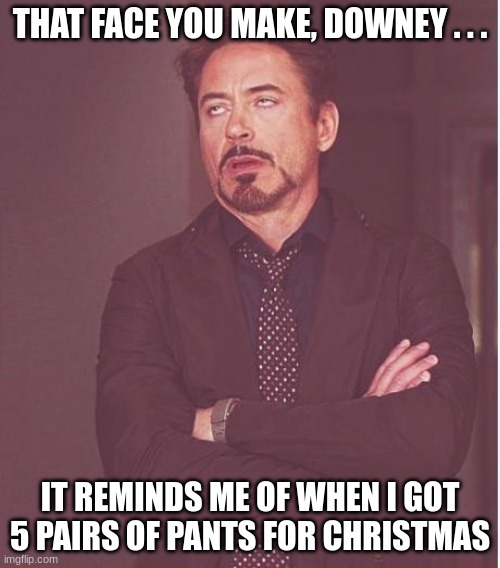 THAT FACE YOU MAKE, DOWNEY . . .
IT REMINDS ME OF WHEN I GOT
5 PAIRS OF PANTS FOR CHRISTMAS
imgflip.com